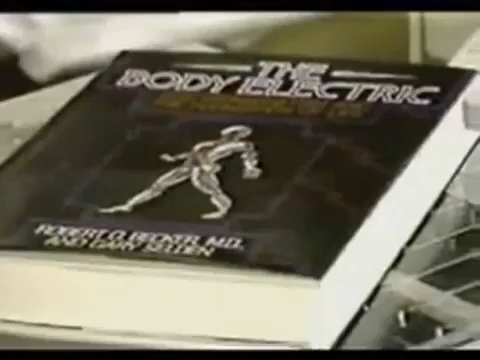 THE
BODY ELECTRIC
ROBERT O. BECKER, M.D.
AND GARY SELDEN